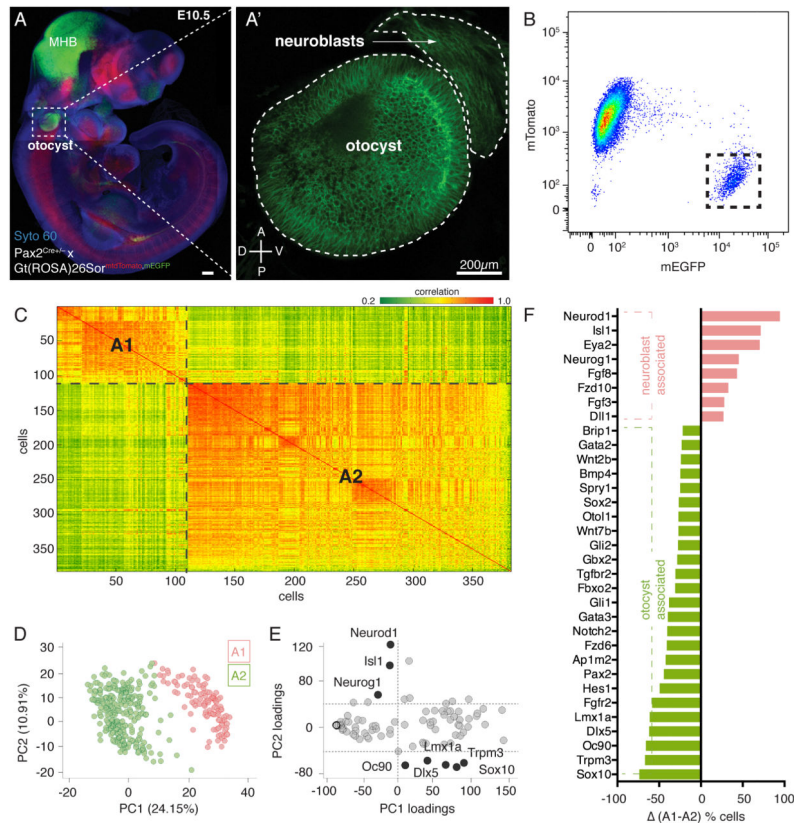 A
E10.5
MHB
otocyst
Syto 60
Pax2Cre+/- x
Gt(ROSA)26SormtdTomato,mEGFP
A'
neuroblasts
otocyst
A
D V
P
200µm
B
mTomato
10⁵
10⁴
10³
10²
0
0 10² 10³ 10⁴ 10⁵
mEGFP
C
correlation
0.2 1.0
A1
A2
cells
50
100
150
200
250
300
350
50 100 150 200 250 300 350
cells
D
A1
A2
PC2 (10.91%)
30
20
10
0
-10
-20
-20 0 20 40
PC1 (24.15%)
E
Neurod1
Isl1
Neurog1
Lmx1a
Trpm3
Oc90
Dlx5
Sox10
PC2 loadings
120
80
40
0
-40
-80
-100 -50 0 50 100 150
PC1 loadings
F
neuroblast
associated
otocyst
associated
Neurod1
Isl1
Eya2
Neurog1
Fgf8
Fzd10
Fgf3
Dll1
Brip1
Gata2
Wnt2b
Bmp4
Spry1
Sox2
Otol1
Wnt7b
Gli2
Gbx2
Tgfbr2
Fbxo2
Gli1
Gata3
Notch2
Fzd6
Ap1m2
Pax2
Hes1
Fgfr2
Lmx1a
Dlx5
Oc90
Trpm3
Sox10
-100 -50 0 50 100
Δ (A1-A2) % cells